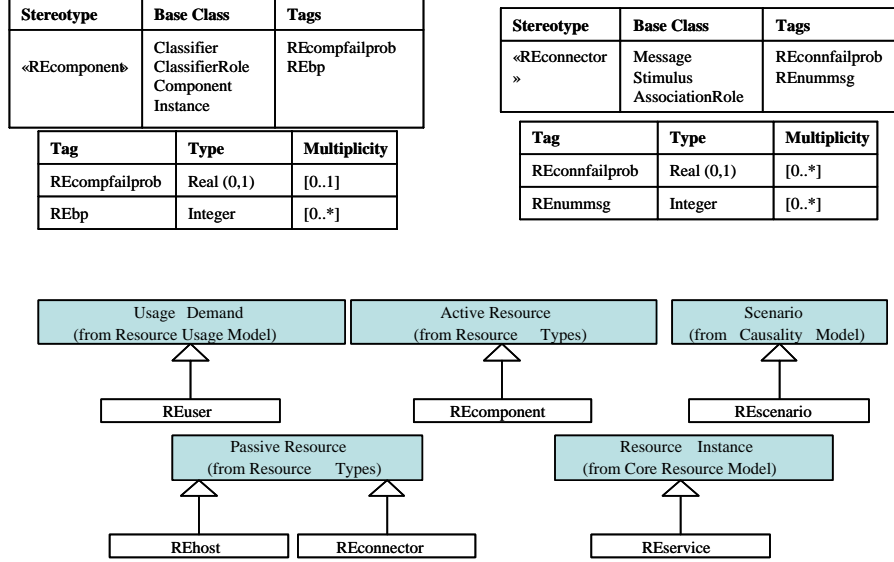 Stereotype Base Class Tags
«REcomponent» Classifier REcompfailprob
ClassifierRole REbp
Component
Instance
Tag Type Multiplicity
REcompfailprob Real (0,1) [0..1]
REbp Integer [0..*]
Stereotype Base Class Tags
«REconnector Message REconnfailprob
» Stimulus REnummsg
AssociationRole
Tag Type Multiplicity
REconnfailprob Real (0,1) [0..*]
REnummsg Integer [0..*]
Usage Demand
(from Resource Usage Model)
Active Resource
(from Resource Types)
Scenario
(from Causality Model)
REuser
REcomponent
REscenario
Passive Resource
(from Resource Types)
Resource Instance
(from Core Resource Model)
REhost
REconnector
REservice